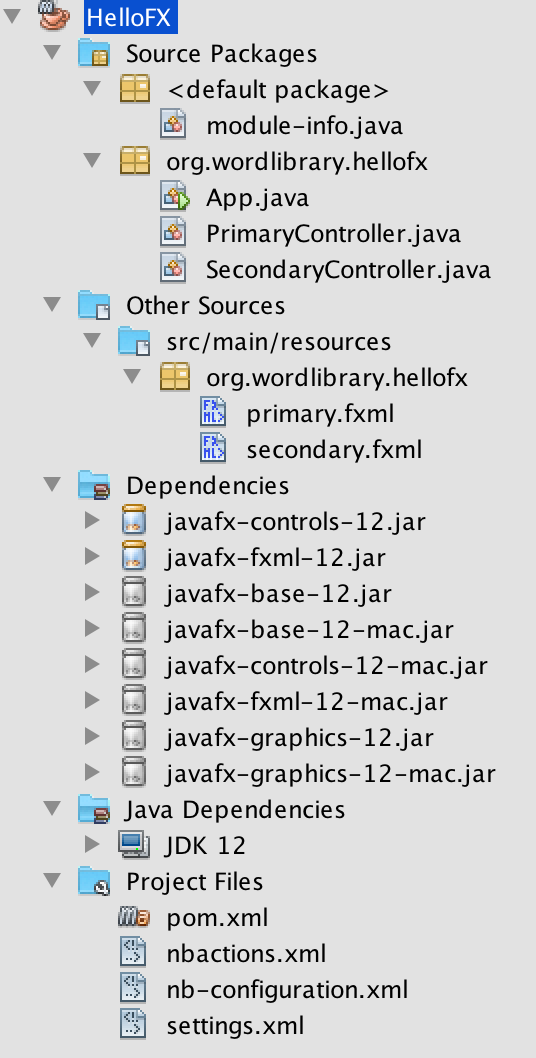 HelloFX
Source Packages
<default package>
module-info.java
org.wordlibrary.hellofx
App.java
PrimaryController.java
SecondaryController.java
Other Sources
src/main/resources
org.wordlibrary.hellofx
primary.fxml
secondary.fxml
Dependencies
javafx-controls-12.jar
javafx-fxml-12.jar
javafx-base-12.jar
javafx-base-12-mac.jar
javafx-controls-12-mac.jar
javafx-fxml-12-mac.jar
javafx-graphics-12.jar
javafx-graphics-12-mac.jar
Java Dependencies
JDK 12
Project Files
pom.xml
nbactions.xml
nb-configuration.xml
settings.xml